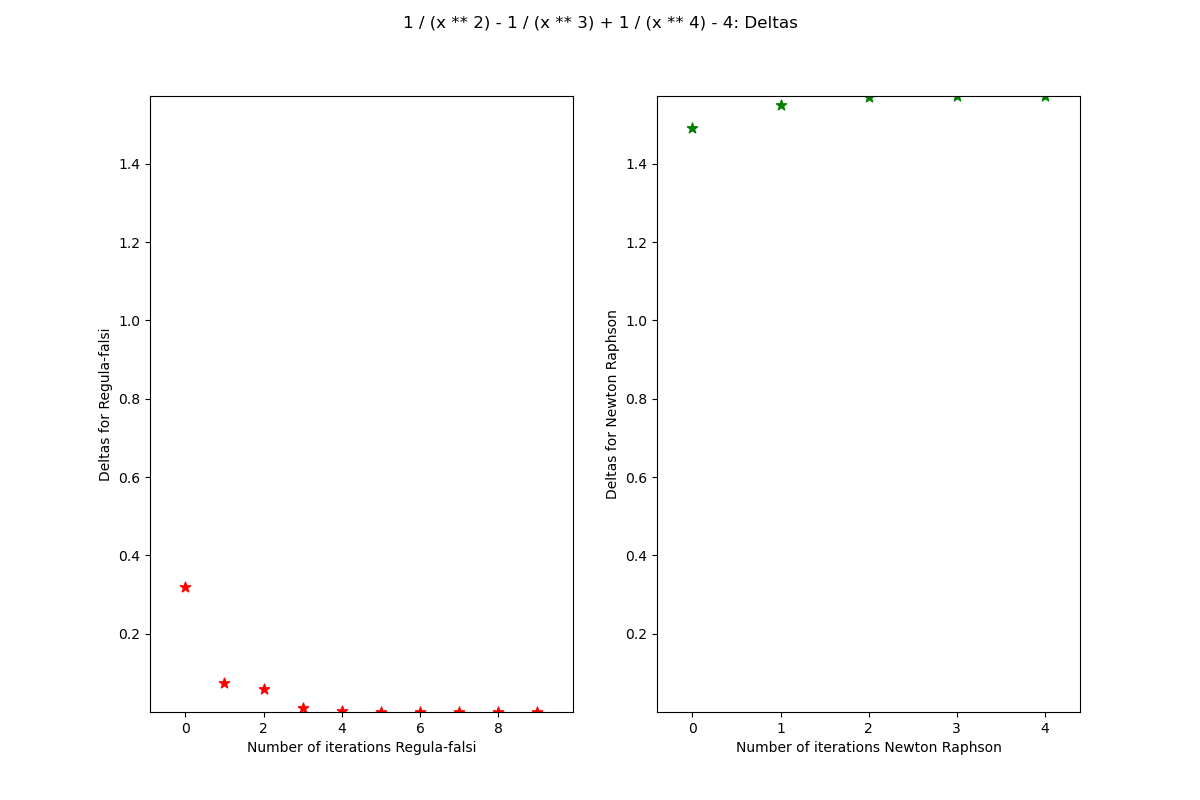 1 / (x ** 2) - 1 / (x ** 3) + 1 / (x ** 4) - 4: Deltas
Deltas for Regula-falsi
1.4
1.2
1.0
0.8
0.6
0.4
0.2
0 2 4 6 8
Number of iterations Regula-falsi
Deltas for Newton Raphson
1.4
1.2
1.0
0.8
0.6
0.4
0.2
0 1 2 3 4
Number of iterations Newton Raphson